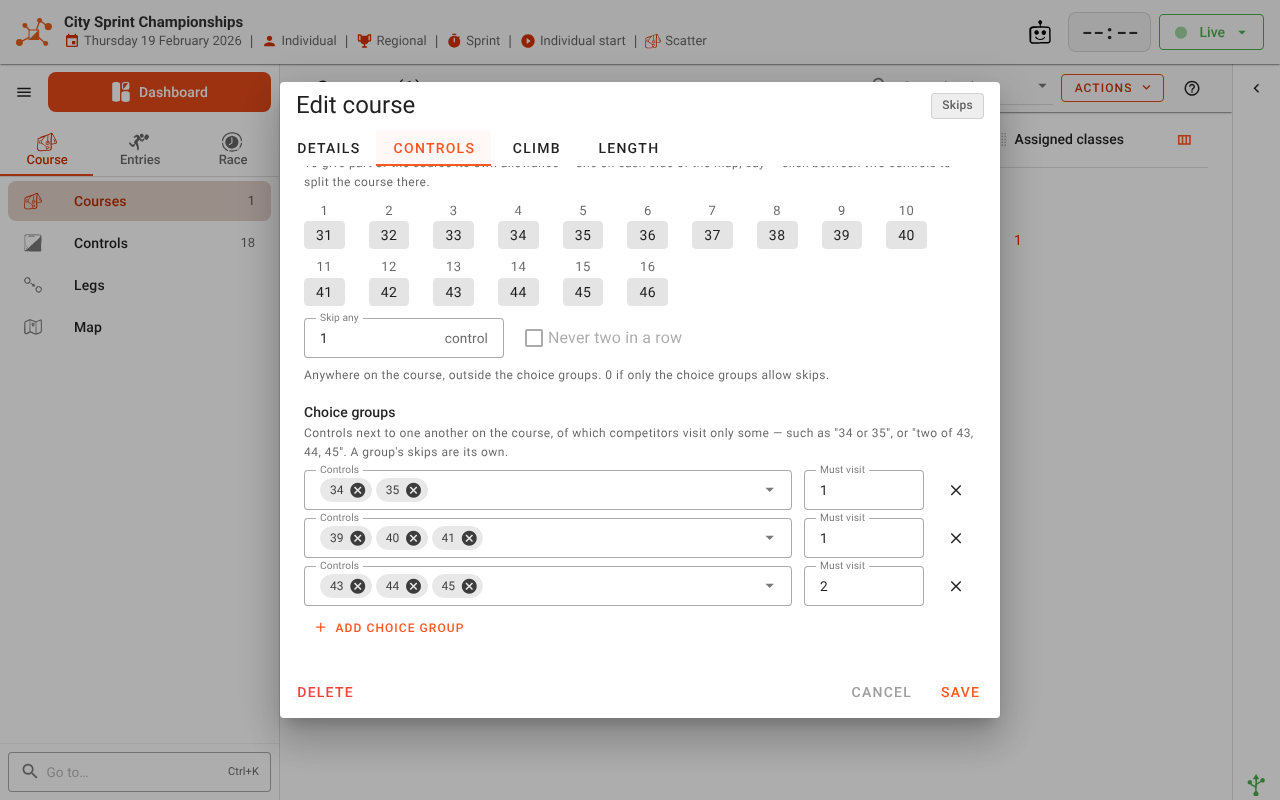 City Sprint Championships
Thursday 19 February 2026 | Individual | Regional | Sprint | Individual start | Scatter
--:--
Live
Dashboard
ACTIONS
Course
Entries
Race
Assigned classes
Courses 1
Controls 18
Legs
Map
1
Go to...
Ctrl+K
Edit course
Skips
DETAILS
CONTROLS
CLIMB
LENGTH
split the course there.
1 2 3 4 5 6 7 8 9 10
31 32 33 34 35 36 37 38 39 40
11 12 13 14 15 16
41 42 43 44 45 46
Skip any
1 control
Never two in a row
Anywhere on the course, outside the choice groups. 0 if only the choice groups allow skips.
Choice groups
Controls next to one another on the course, of which competitors visit only some — such as "34 or 35", or "two of 43,
44, 45". A group's skips are its own.
Controls Must visit
34 35 1
Controls Must visit
39 40 41 1
Controls Must visit
43 44 45 2
+ ADD CHOICE GROUP
DELETE
CANCEL
SAVE